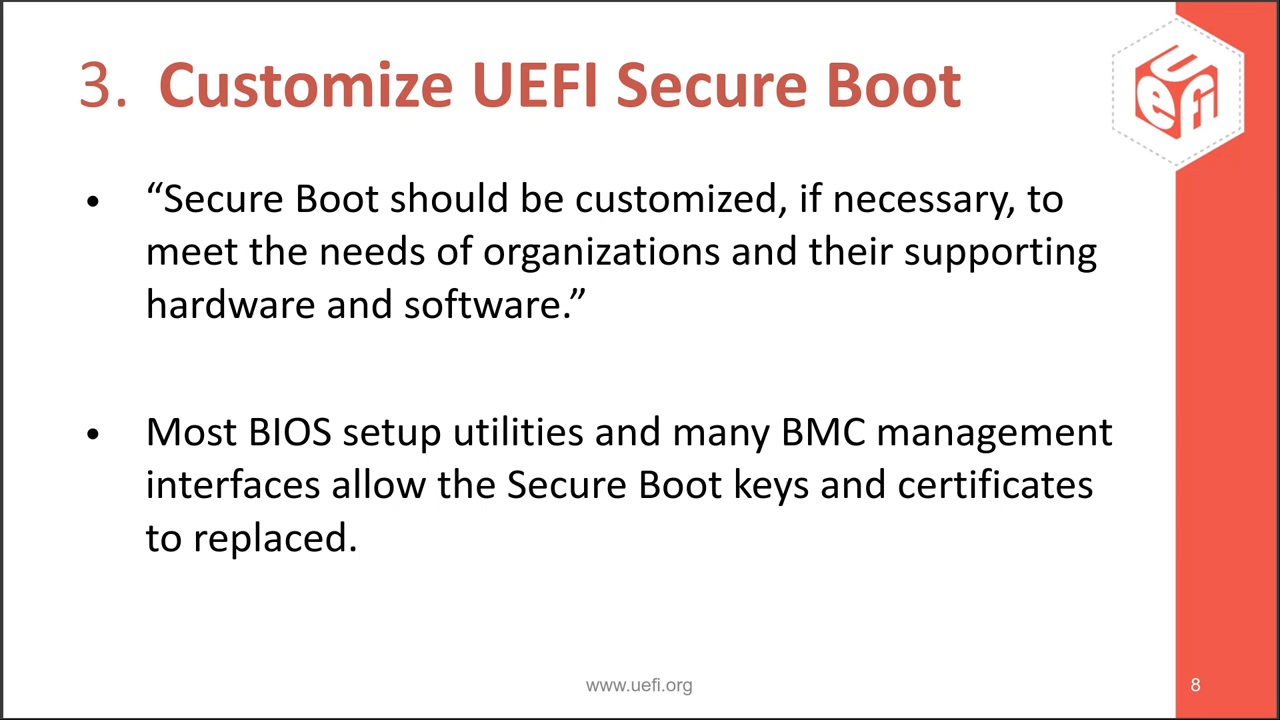 3. Customize UEFI Secure Boot
uefi
• “Secure Boot should be customized, if necessary, to
meet the needs of organizations and their supporting
hardware and software.”
• Most BIOS setup utilities and many BMC management
interfaces allow the Secure Boot keys and certificates
to replaced.
www.uefi.org
8